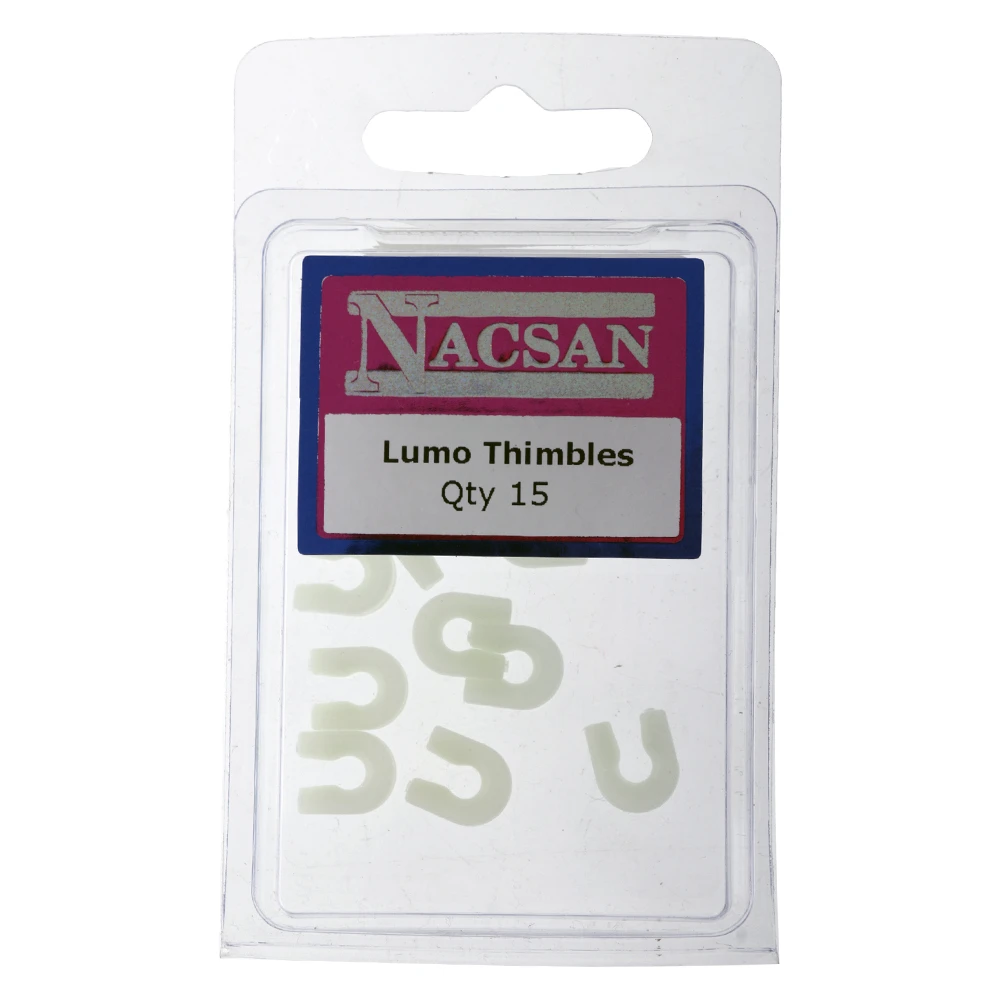 NACSAN
Lumo Thimbles
Qty 15